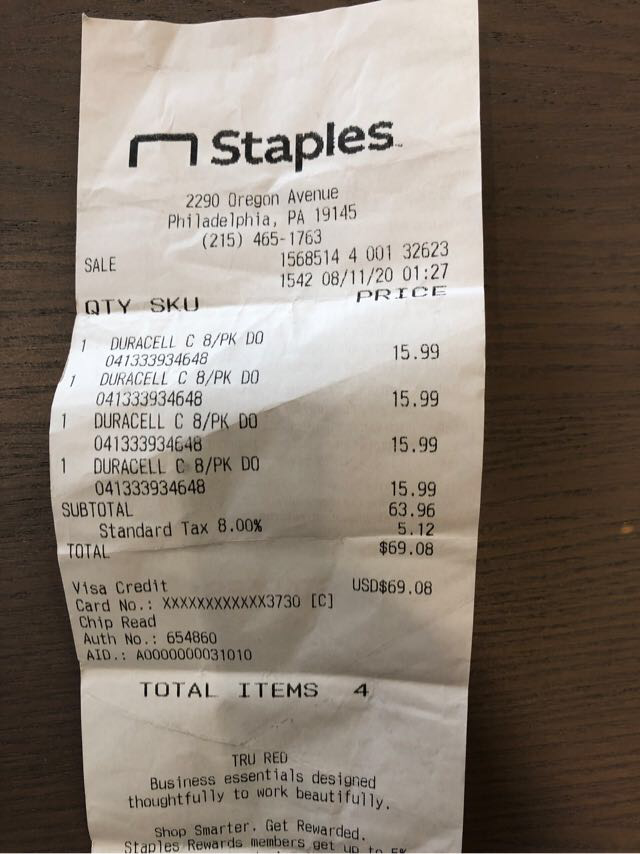 Staples
2290 Oregon Avenue
Philadelphia, PA 19145
(215) 465-1763
SALE 1568514 4 001 32623
1542 08/11/20 01:27
QTY SKU PRICE
1 DURACELL C 8/PK DO
041333934648 15.99
1 DURACELL C 8/PK DO
041333934648 15.99
1 DURACELL C 8/PK DO
041333934648 15.99
1 DURACELL C 8/PK DO
041333934648 15.99
SUBTOTAL 63.96
Standard Tax 8.00% 5.12
TOTAL $69.08
Visa Credit USD$69.08
Card No.: XXXXXXXXXXXX3730 [C]
Chip Read
Auth No.: 654860
AID.: A0000000031010
TOTAL ITEMS 4
TRU RED
Business essentials designed
thoughtfully to work beautifully.
Shop Smarter. Get Rewarded.
Staples Rewards members get up to 5%